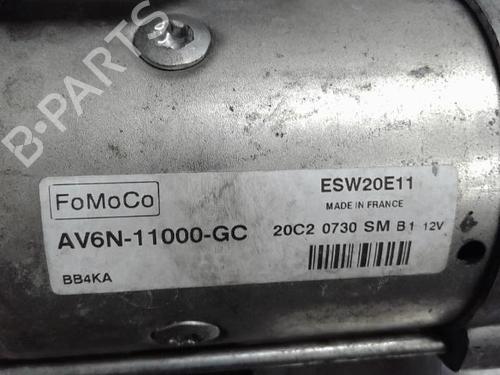 B-PARTS
FoMoCo
ESW20E11
MADE IN FRANCE
AV6N-11000-GC
20C2 0730 SM B1 12V
BB4KA